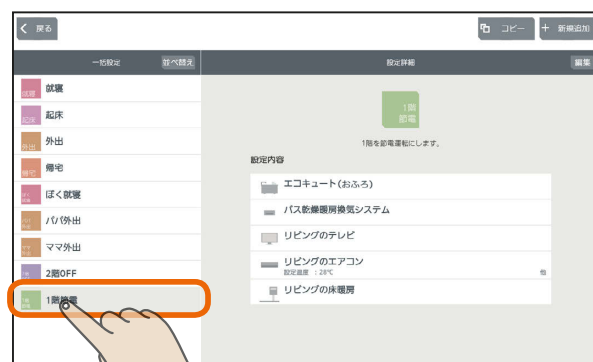 戻る
コピー
新規追加
一括設定
並べ替え
設定詳細
編集
就寝
就寝
起床
起床
外出
外出
帰宅
帰宅
ぼく就寝
パパ外出
ママ外出
2階OFF
1階節電
1階
節電
1階を節電運転にします。
設定内容
エコキュート(おふろ)
バス乾燥暖房換気システム
リビングのテレビ
リビングのエアコン
設定温度 : 28℃
他
リビングの床暖房